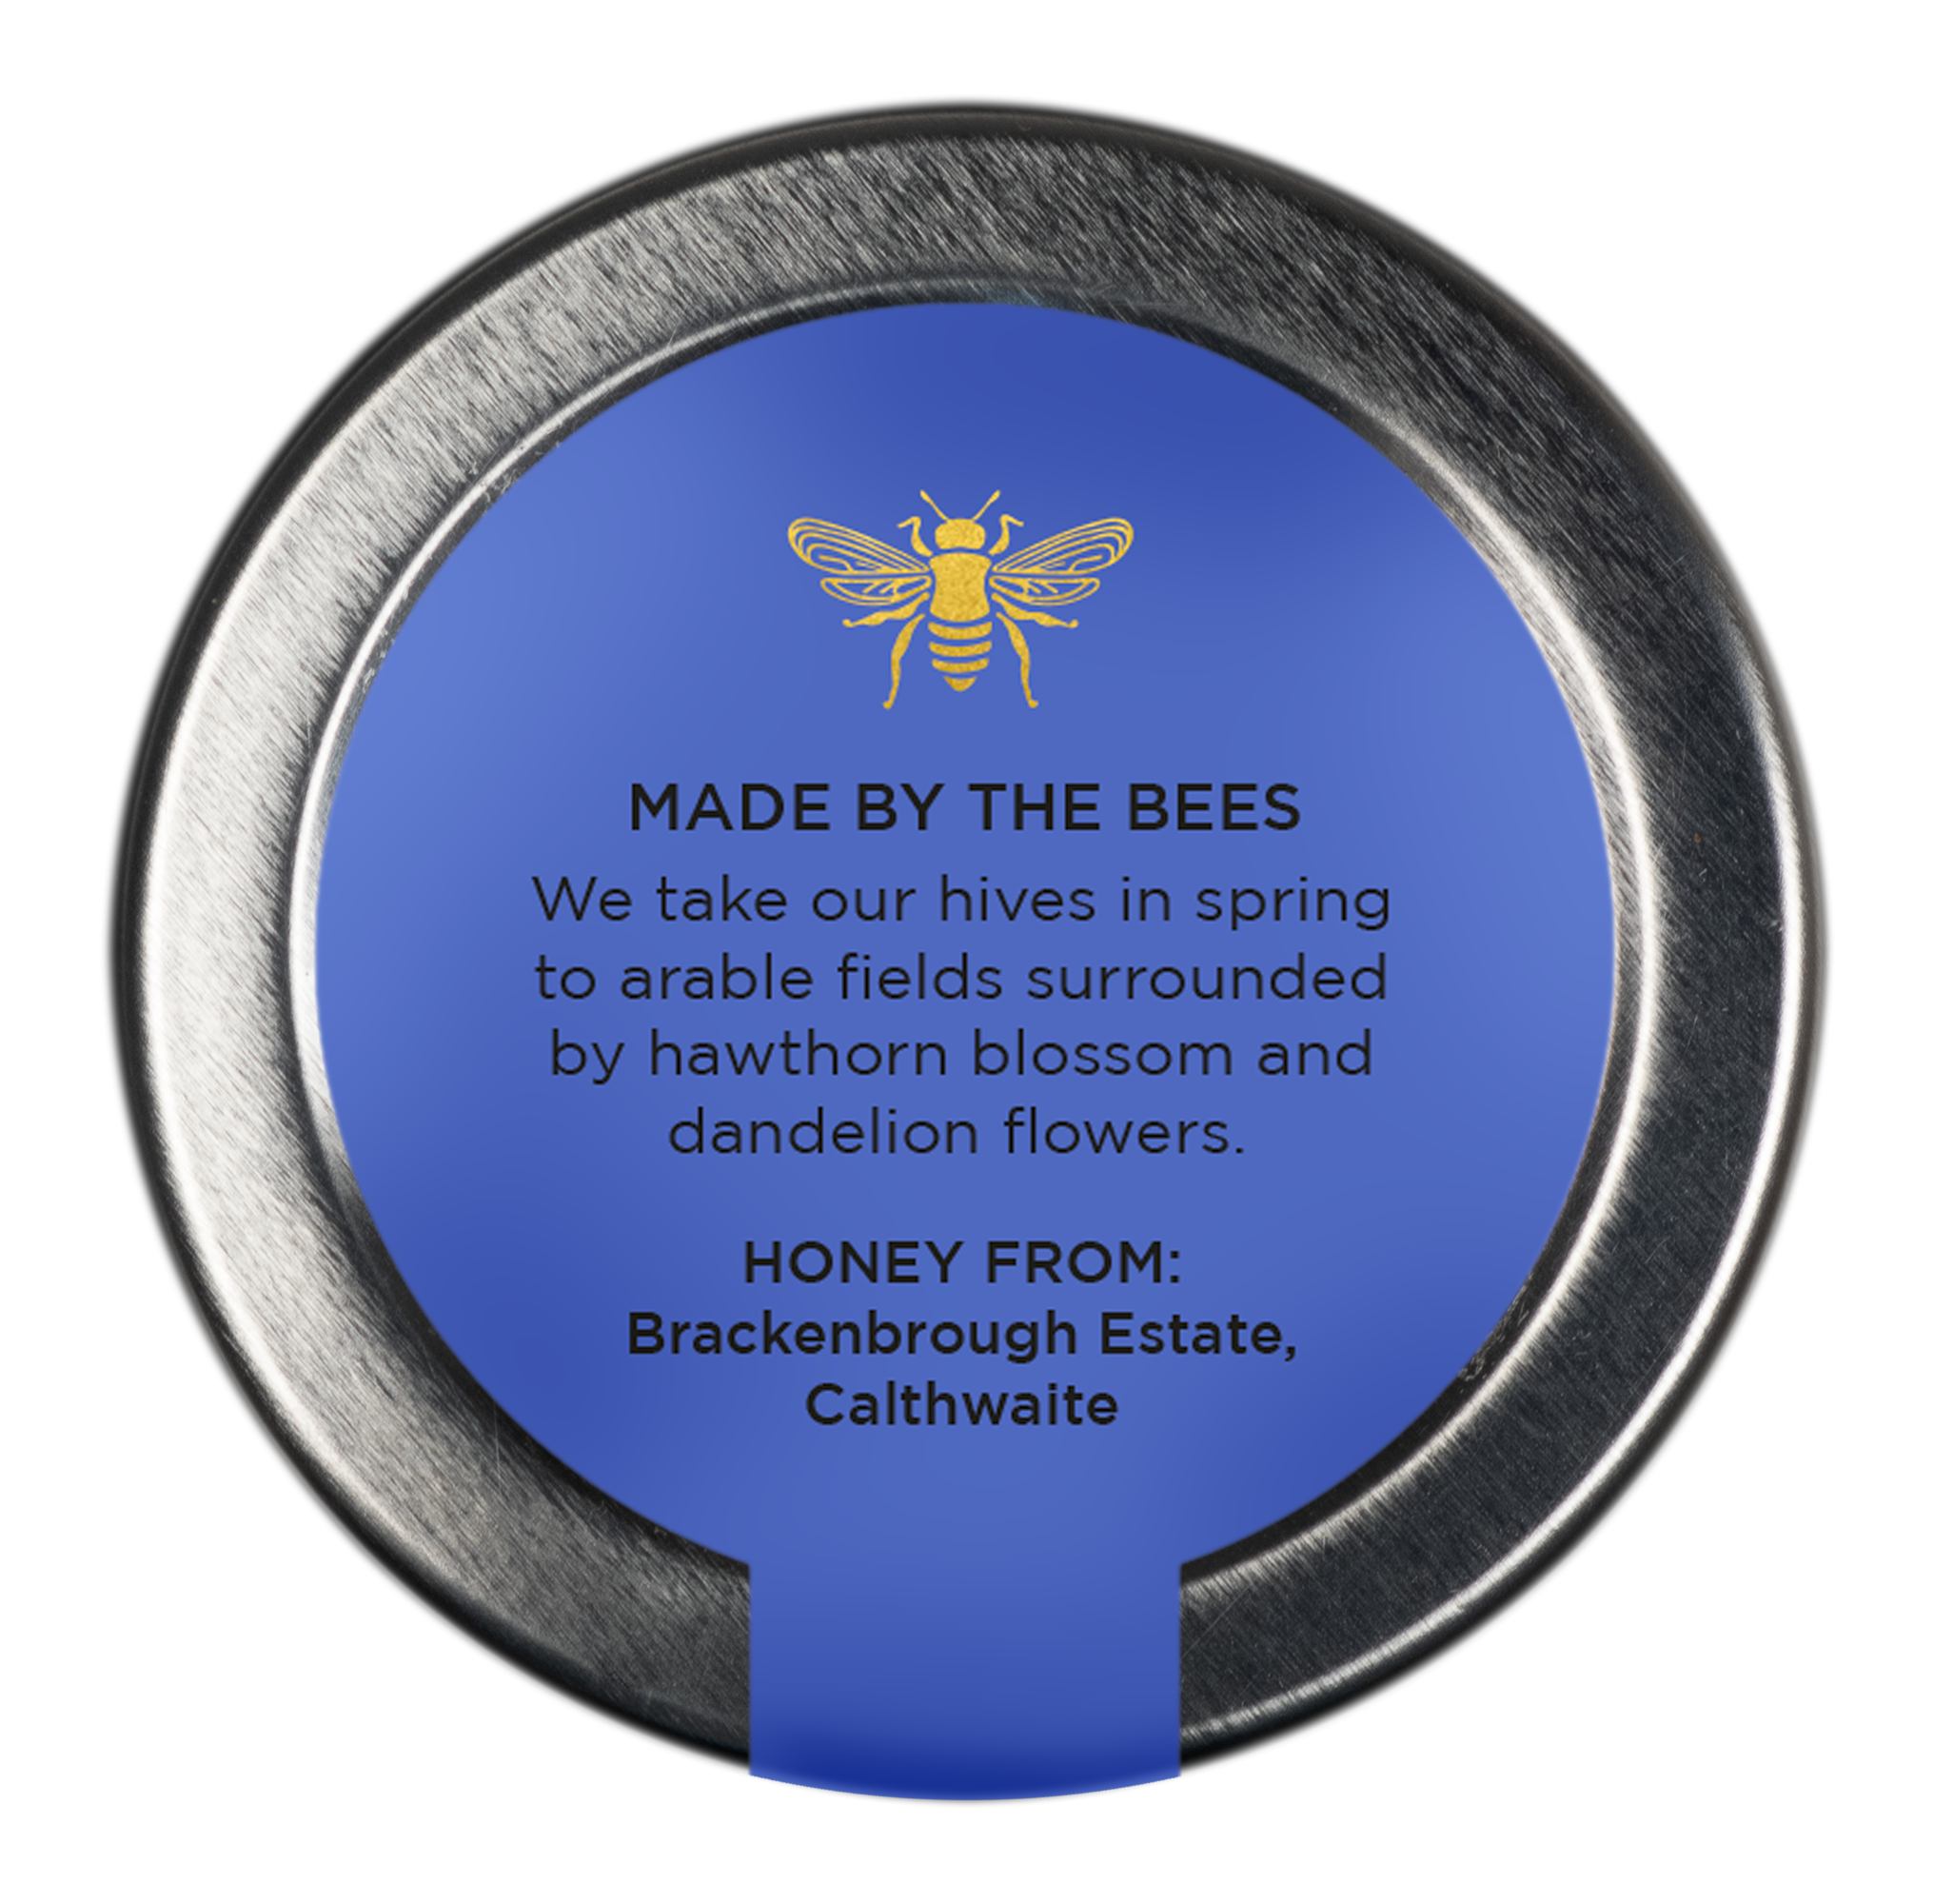 MADE BY THE BEES
We take our hives in spring
to arable fields surrounded
by hawthorn blossom and
dandelion flowers.
HONEY FROM:
Brackenbrough Estate,
Calthwaite